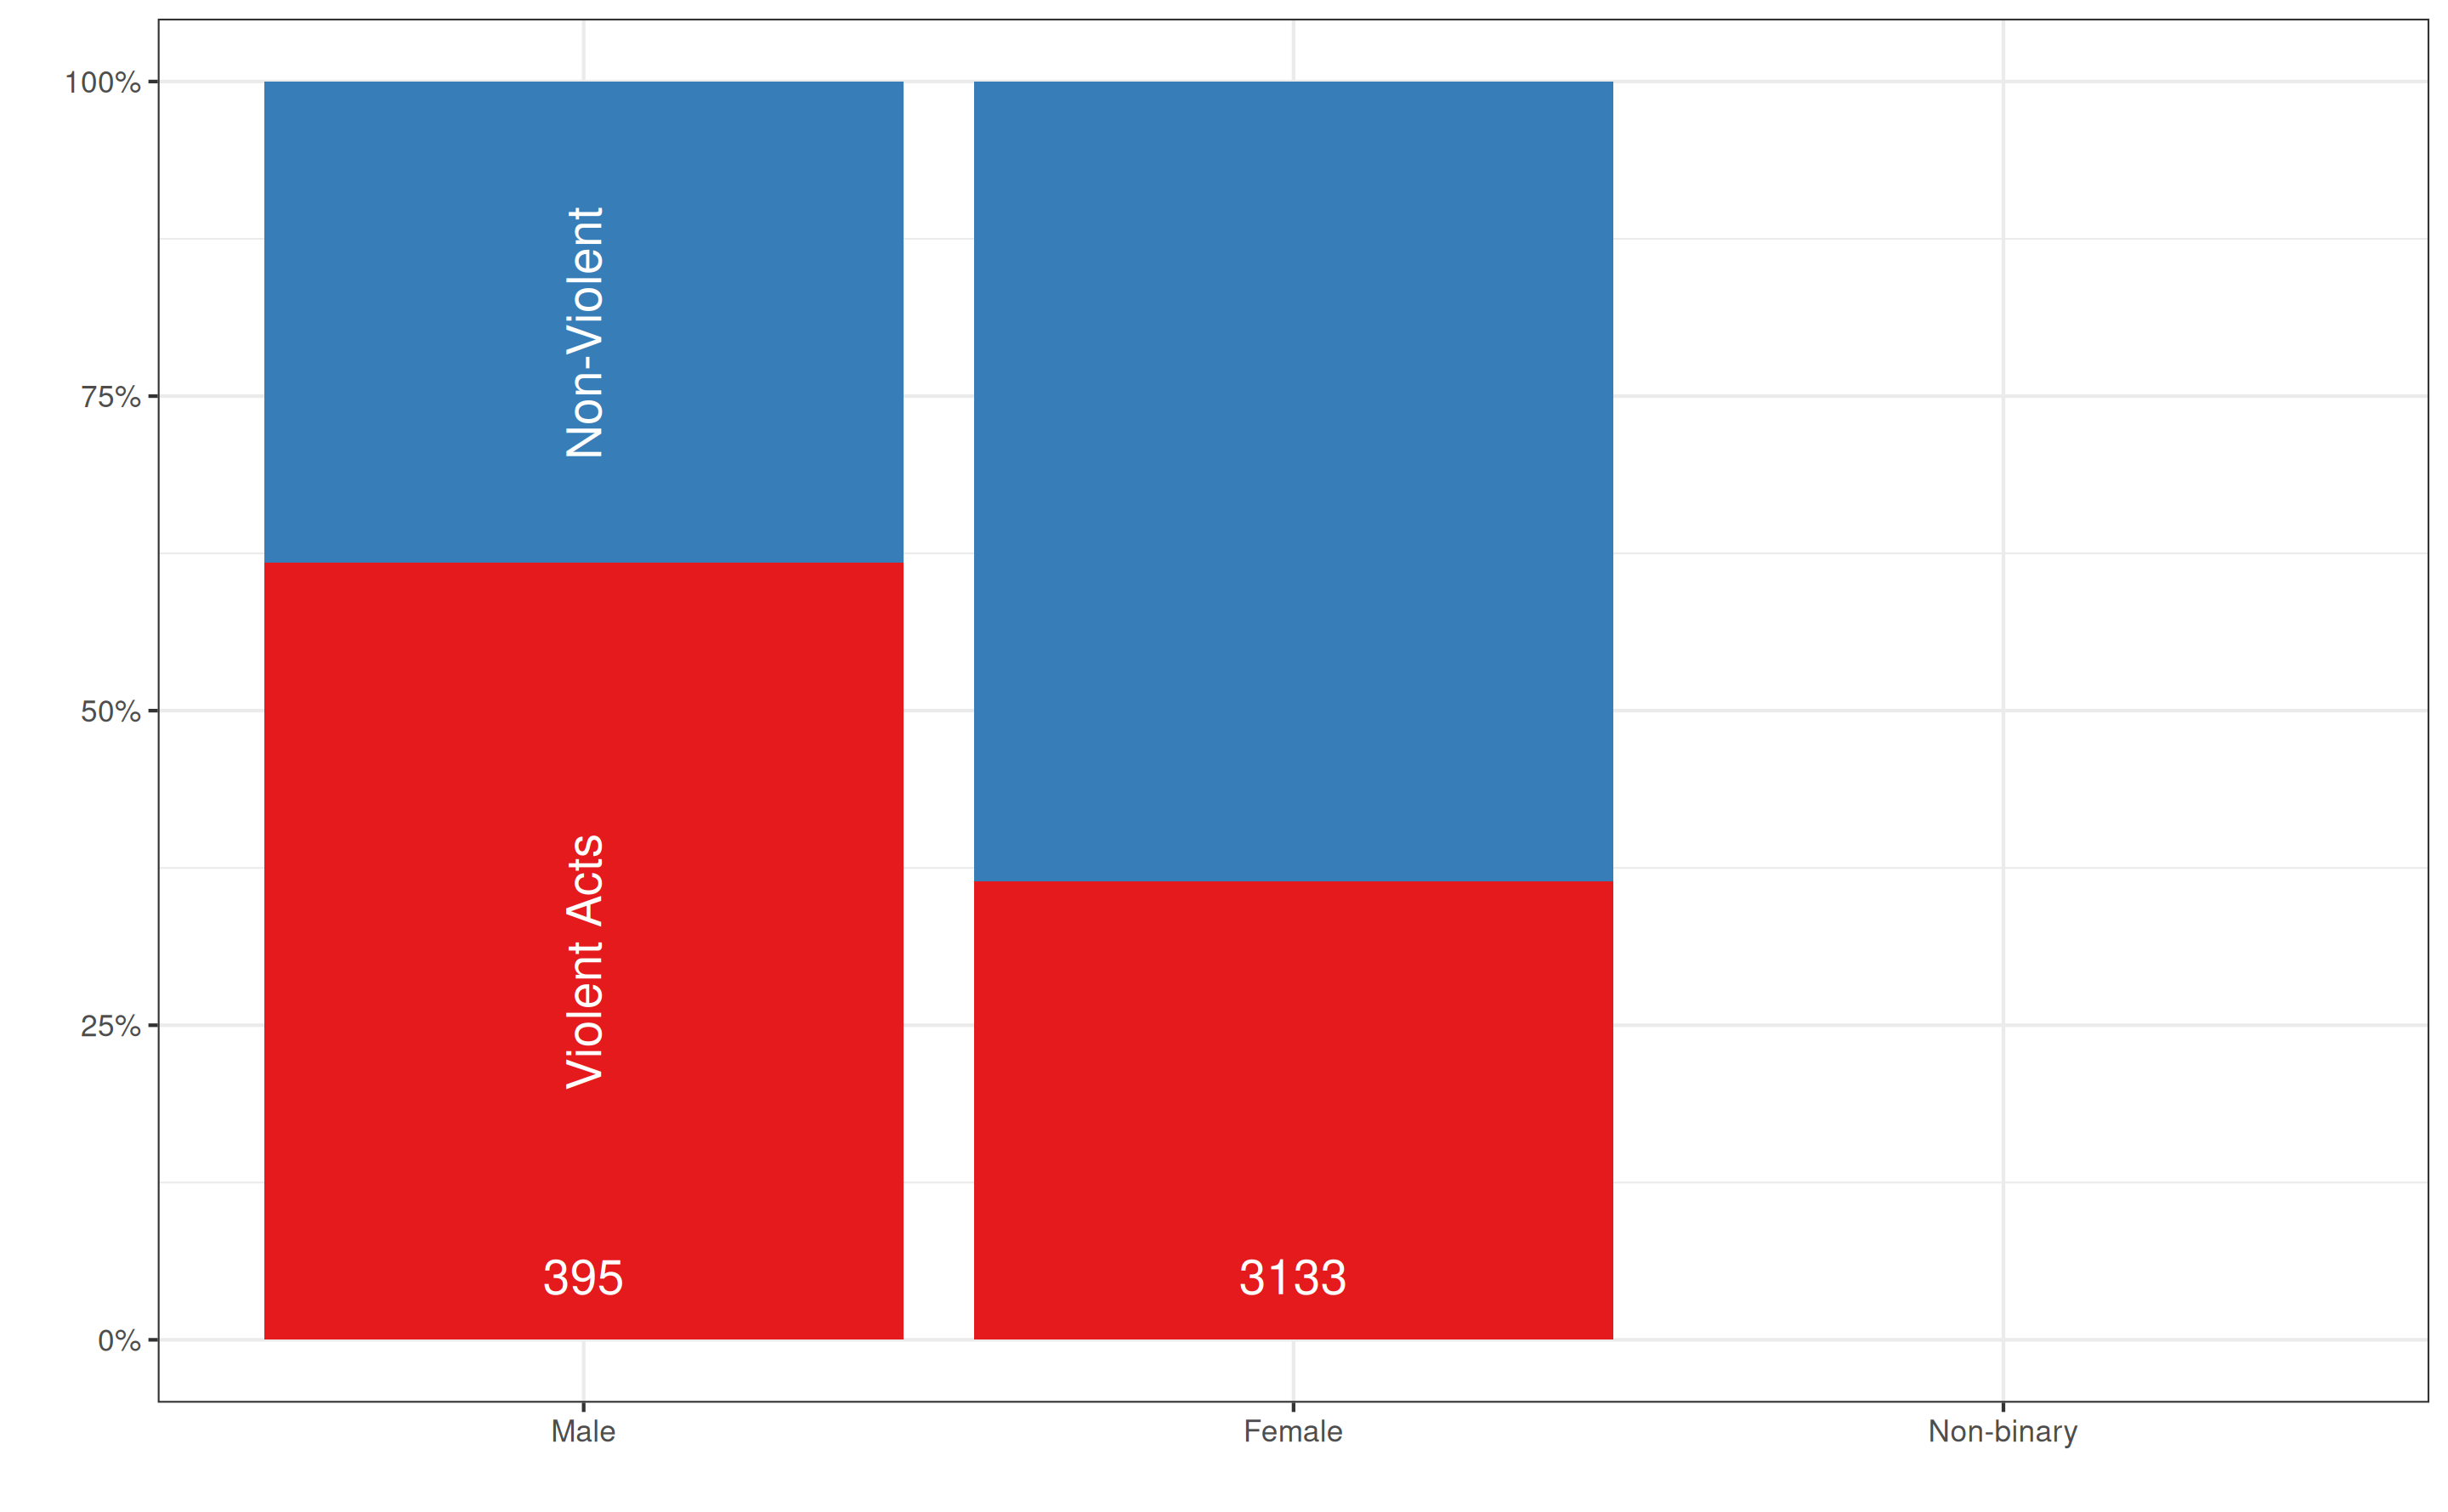 100%
75%
50%
25%
0%
Non-Violent
Violent Acts
395
3133
Male
Female
Non-binary